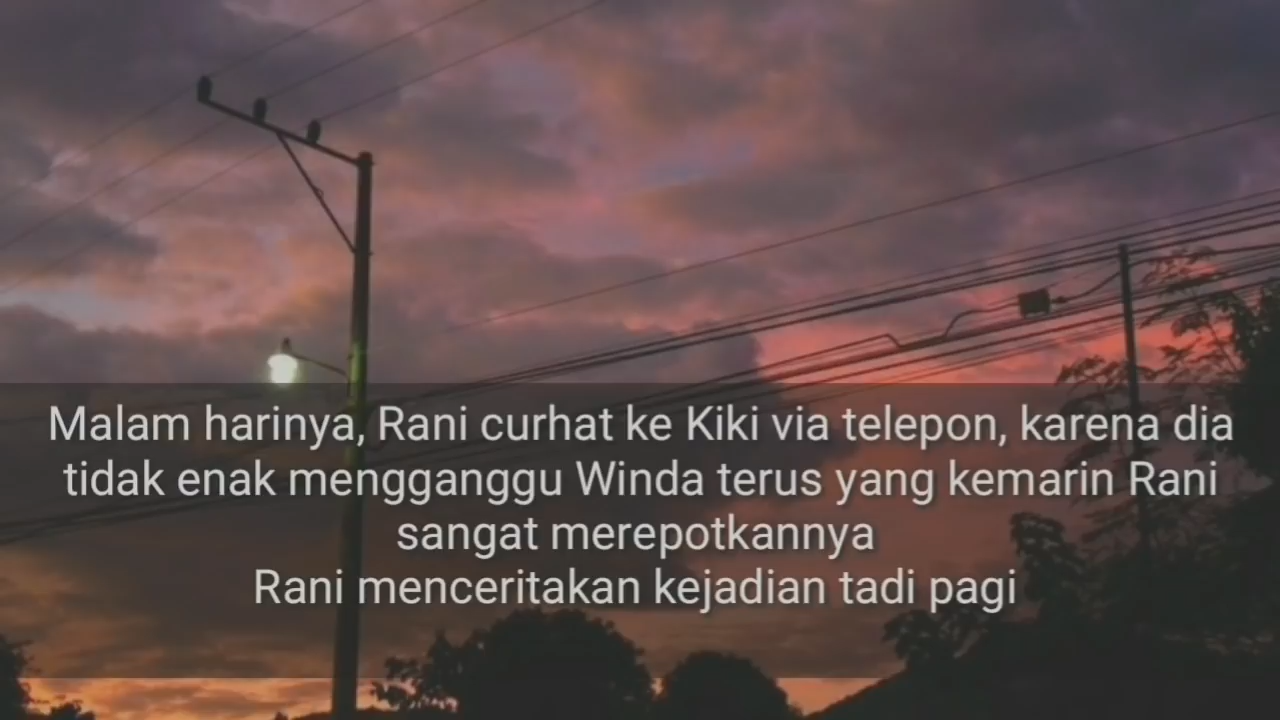 Malam harinya, Rani curhat ke Kiki via telepon, karena dia
tidak enak mengganggu Winda terus yang kemarin Rani
sangat merepotkannya
Rani menceritakan kejadian tadi pagi